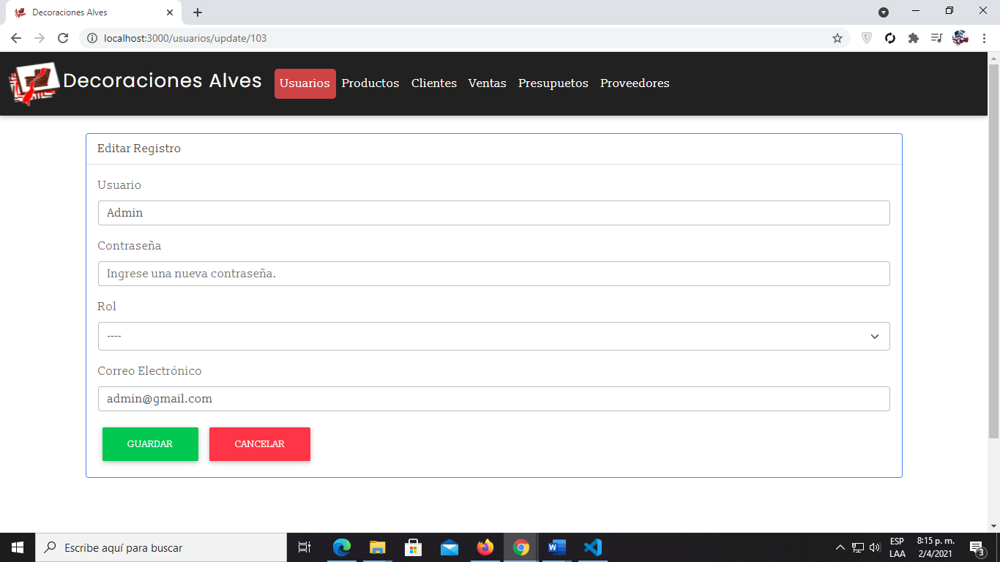 Decoraciones Alves
localhost:3000/usuarios/update/103
Decoraciones Alves Usuarios Productos Clientes Ventas Presupuetos Proveedores
Editar Registro
Usuario
Admin
Contraseña
Ingrese una nueva contraseña.
Rol
----
Correo Electrónico
admin@gmail.com
GUARDAR CANCELAR
Escribe aquí para buscar
ESP
LAA
8:15 p. m.
2/4/2021
3